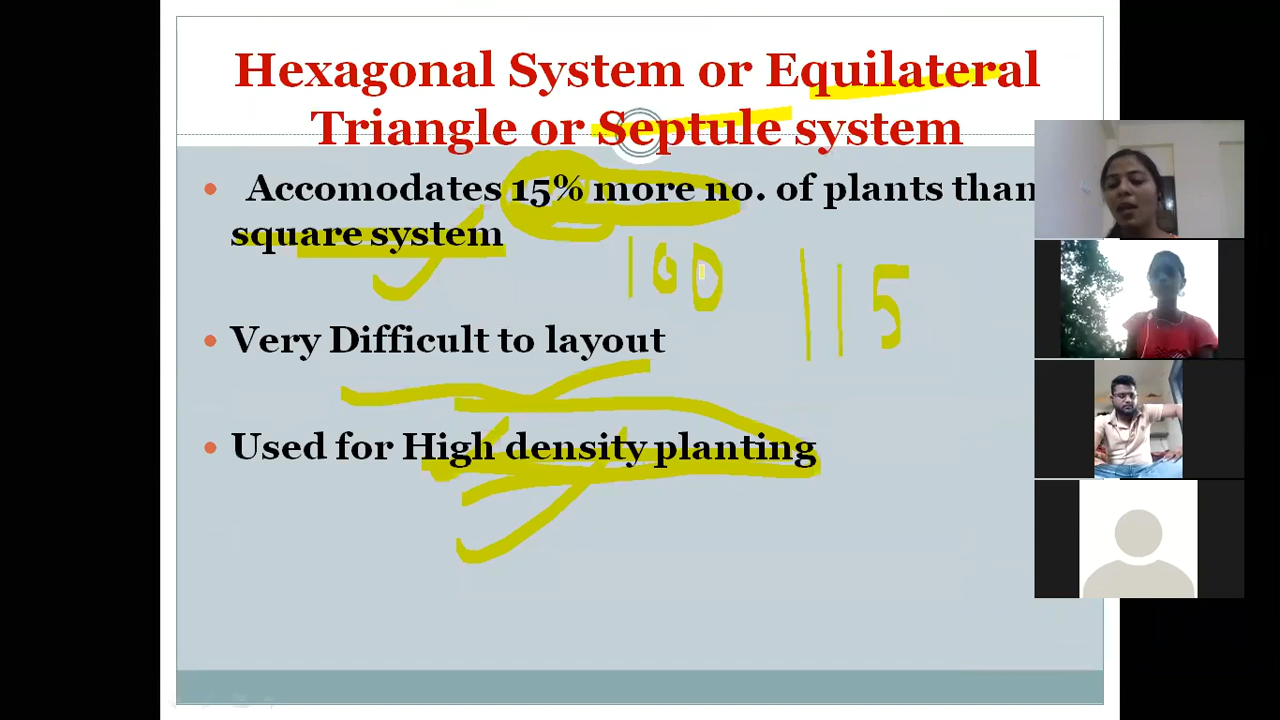 Hexagonal System or Equilateral
Triangle or Septule system
Accomodates 15% more no. of plants than
square system
100 115
Very Difficult to layout
Used for High density planting